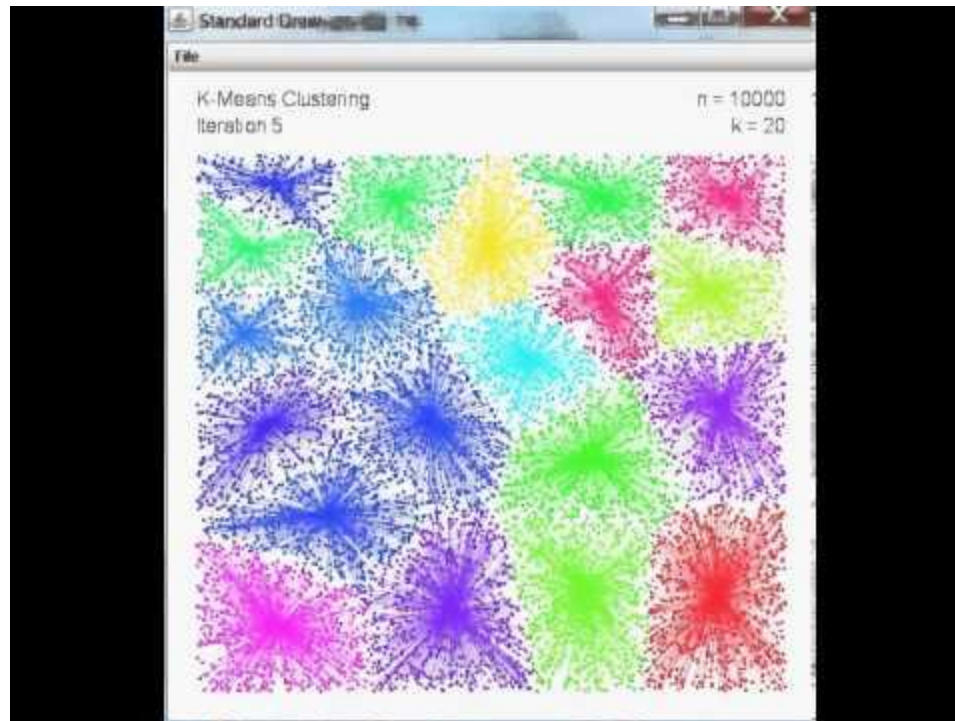 Standard Draw
File
K-Means Clustering
n = 10000
Iteration 5
k = 20